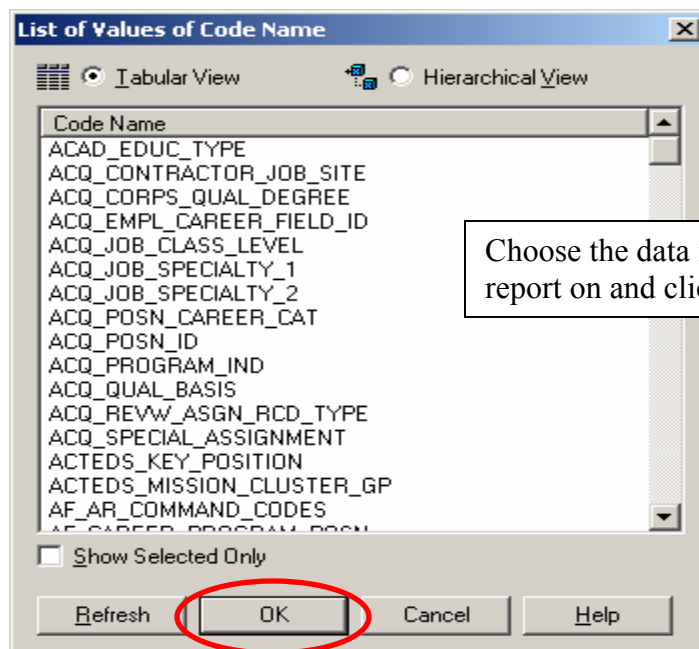 List of Values of Code Name
Tabular View
Hierarchical View
Code Name
ACAD_EDUC_TYPE
ACQ_CONTRACTOR_JOB_SITE
ACQ_CORPS_QUAL_DEGREE
ACQ_EMPL_CAREER_FIELD_ID
ACQ_JOB_CLASS_LEVEL
ACQ_JOB_SPECIALTY_1
ACQ_JOB_SPECIALTY_2
ACQ_POSN_CAREER_CAT
ACQ_POSN_ID
ACQ_PROGRAM_IND
ACQ_QUAL_BASIS
ACQ_REVW_ASGN_RCD_TYPE
ACQ_SPECIAL_ASSIGNMENT
ACTEDS_KEY_POSITION
ACTEDS_MISSION_CLUSTER_GP
AF_AR_COMMAND_CODES
AF_CAREER_PROGRAM_POSN
Choose the data
report on and
Show Selected Only
Refresh
OK
Cancel
Help